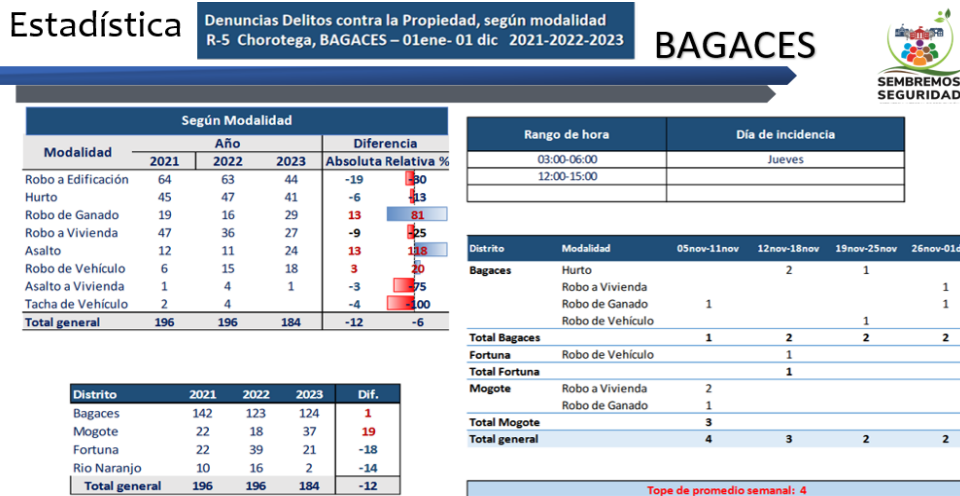 Estadística
Denuncias Delitos contra la Propiedad, según modalidad
R-5 Chorotega, BAGACES – 01ene- 01 dic 2021-2022-2023
BAGACES
SEMBREMOS
SEGURIDAD
Según Modalidad
Modalidad Año Diferencia
2021 2022 2023 Absoluta Relativa %
Robo a Edificación 64 63 44 -19 -30
Hurto 45 47 41 -6 -13
Robo de Ganado 19 16 29 13 81
Robo a Vivienda 47 36 27 -9 -25
Asalto 12 11 24 13 118
Robo de Vehículo 6 15 18 3 20
Asalto a Vivienda 1 4 1 -3 -75
Tacha de Vehículo 2 4 -4 -100
Total general 196 196 184 -12 -6
Distrito 2021 2022 2023 Dif.
Bagaces 142 123 124 1
Mogote 22 18 37 19
Fortuna 22 39 21 -18
Rio Naranjo 10 16 2 -14
Total general 196 196 184 -12
Rango de hora Día de incidencia
03:00-06:00 Jueves
12:00-15:00
Distrito Modalidad 05nov-11nov 12nov-18nov 19nov-25nov 26nov-01d
Bagaces Hurto 2 1
Robo a Vivienda 1
Robo de Ganado 1 1
Robo de Vehículo 1
Total Bagaces 1 2 2 2
Fortuna Robo de Vehículo 1
Total Fortuna 1
Mogote Robo a Vivienda 2
Robo de Ganado 1
Total Mogote 3
Total general 4 3 2 2
Tope de promedio semanal: 4